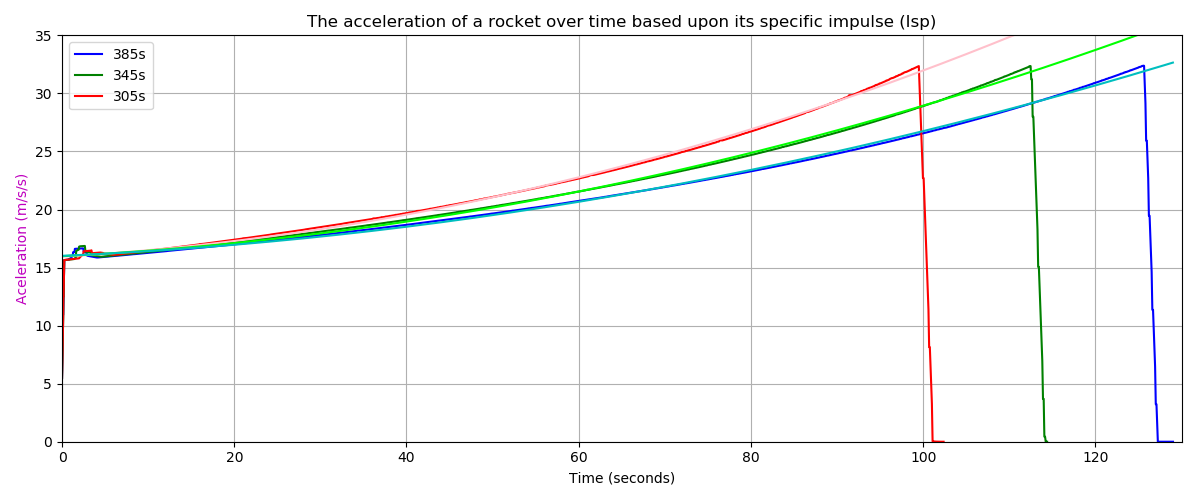 The acceleration of a rocket over time based upon its specific impulse (Isp)
385s
345s
305s
Aceleration (m/s/s)
35
30
25
20
15
10
5
0
0 20 40 60 80 100 120
Time (seconds)